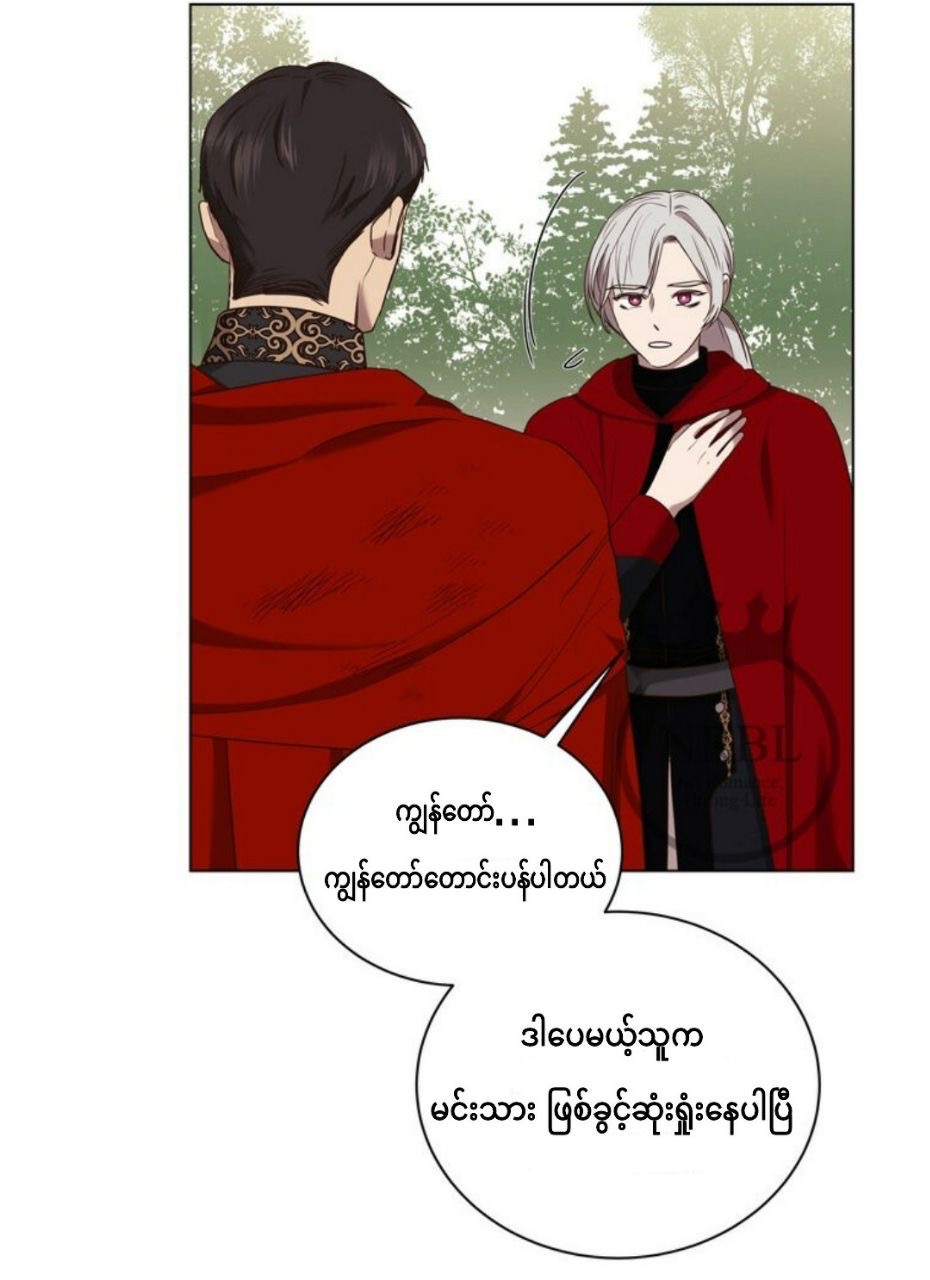 ကျွန်တော်...
ကျွန်တော်တောင်းပန်ပါတယ်
ဒါပေမယ့်သူက
မင်းသား ဖြစ်ခွင့်ဆုံးရှုံးနေပါပြီ